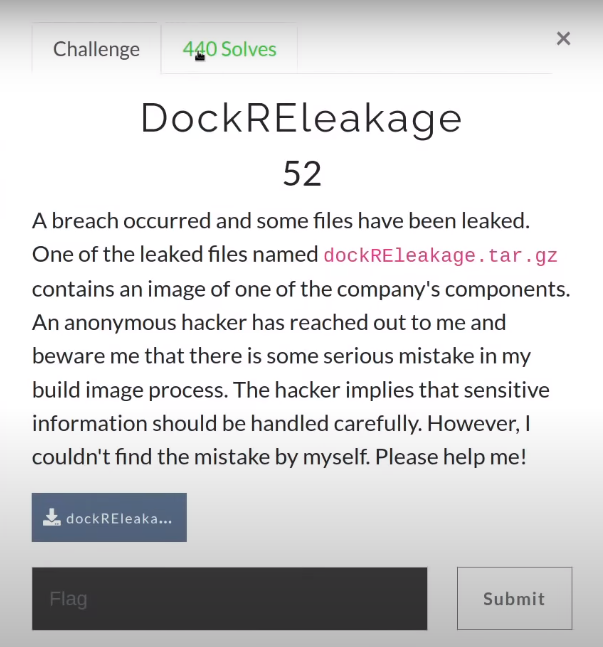 Challenge
440 Solves
×
DockREleakage
52
A breach occurred and some files have been leaked.
One of the leaked files named dockREleakage.tar.gz
contains an image of one of the company's components.
An anonymous hacker has reached out to me and
beware me that there is some serious mistake in my
build image process. The hacker implies that sensitive
information should be handled carefully. However, I
couldn't find the mistake by myself. Please help me!
dockREleaka...
Flag
Submit